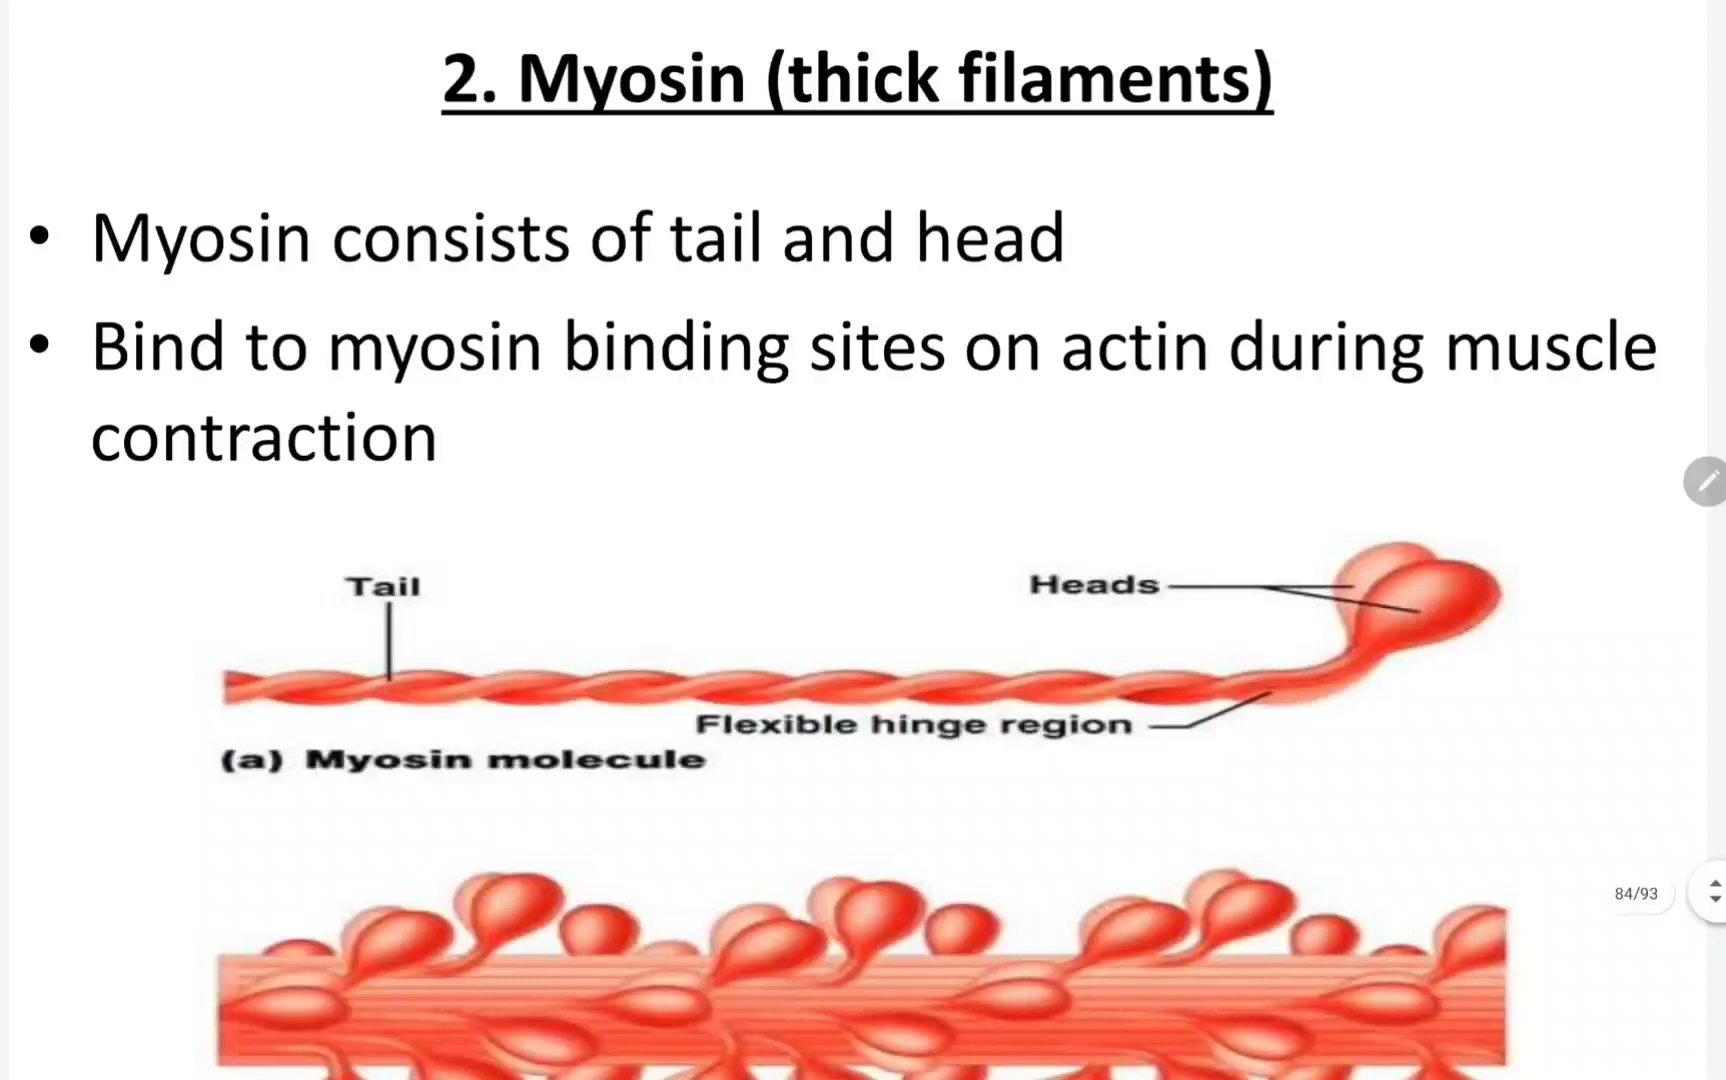 2. Myosin (thick filaments)
• Myosin consists of tail and head
• Bind to myosin binding sites on actin during muscle
contraction
Tail
Heads
Flexible hinge region
(a) Myosin molecule
84/93